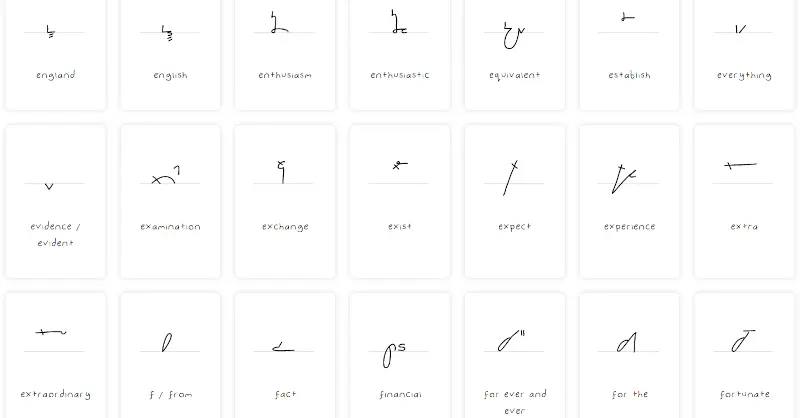 england
english
enthusiasm
enthusiastic
equivalent
establish
everything
evidence /
evident
examination
exchange
exist
expect
experience
extra
extraordinary
f / from
fact
financial
for ever and
ever
for the
fortunate